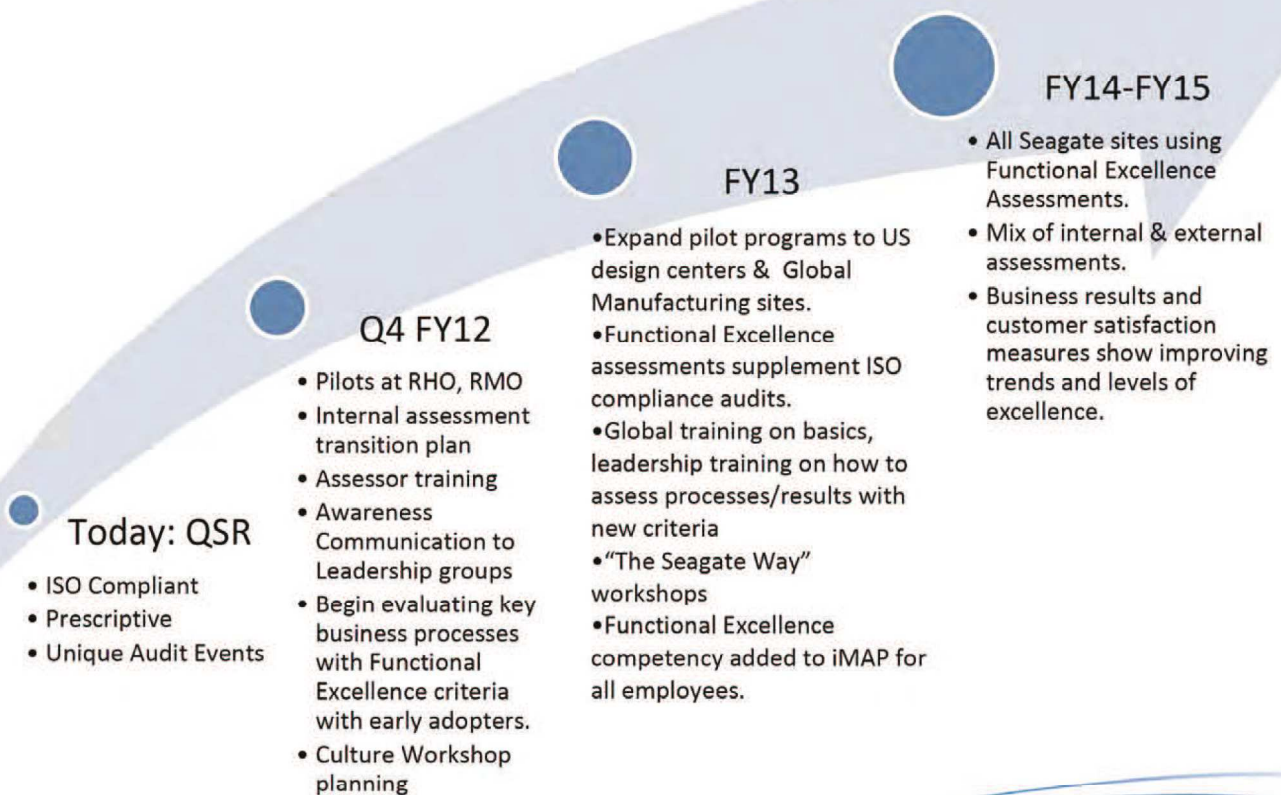 Today: QSR
• ISO Compliant
• Prescriptive
• Unique Audit Events
Q4 FY12
• Pilots at RHO, RMO
• Internal assessment
transition plan
• Assessor training
• Awareness
Communication to
Leadership groups
• Begin evaluating key
business processes
with Functional
Excellence criteria
with early adopters.
• Culture Workshop
planning
FY13
•Expand pilot programs to US
design centers & Global
Manufacturing sites.
•Functional Excellence
assessments supplement ISO
compliance audits.
•Global training on basics,
leadership training on how to
assess processes/results with
new criteria
•“The Seagate Way”
workshops
•Functional Excellence
competency added to iMAP for
all employees.
FY14-FY15
• All Seagate sites using
Functional Excellence
Assessments.
• Mix of internal & external
assessments.
• Business results and
customer satisfaction
measures show improving
trends and levels of
excellence.